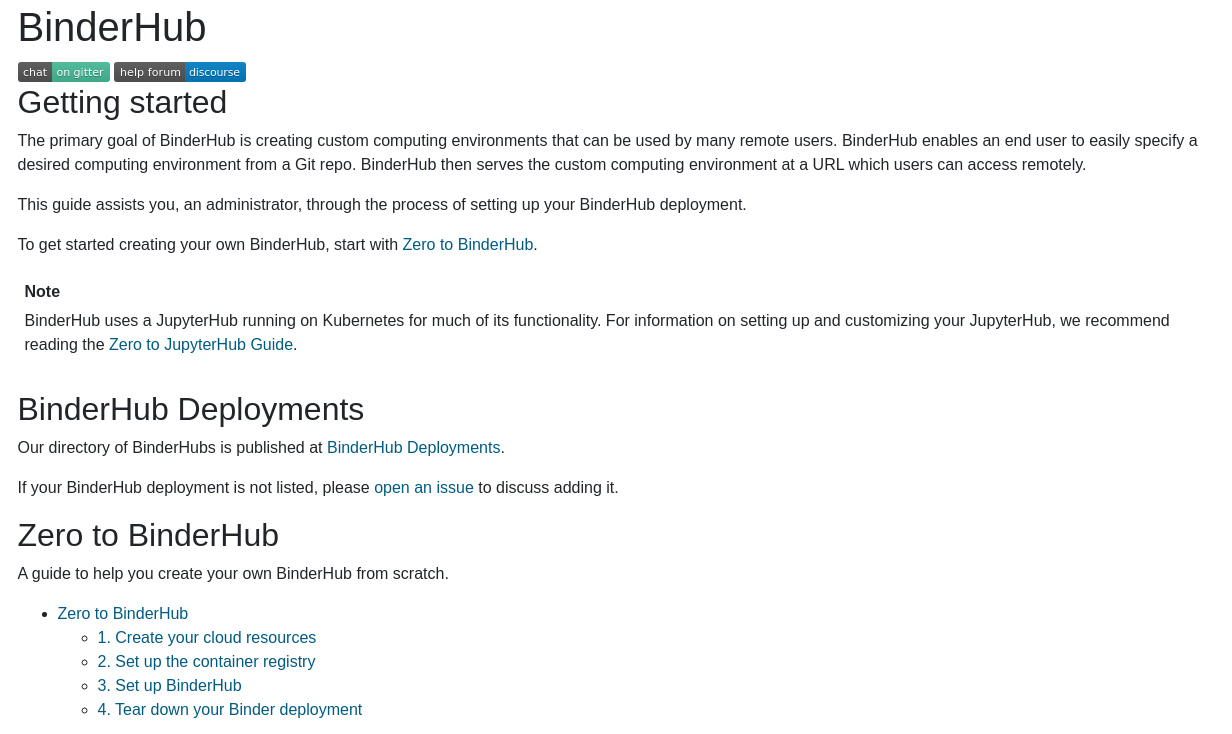 BinderHub
chat on gitter help forum discourse
Getting started
The primary goal of BinderHub is creating custom computing environments that can be used by many remote users. BinderHub enables an end user to easily specify a
desired computing environment from a Git repo. BinderHub then serves the custom computing environment at a URL which users can access remotely.
This guide assists you, an administrator, through the process of setting up your BinderHub deployment.
To get started creating your own BinderHub, start with Zero to BinderHub.
Note
BinderHub uses a JupyterHub running on Kubernetes for much of its functionality. For information on setting up and customizing your JupyterHub, we recommend
reading the Zero to JupyterHub Guide.
BinderHub Deployments
Our directory of BinderHubs is published at BinderHub Deployments.
If your BinderHub deployment is not listed, please open an issue to discuss adding it.
Zero to BinderHub
A guide to help you create your own BinderHub from scratch.
Zero to BinderHub
1. Create your cloud resources
2. Set up the container registry
3. Set up BinderHub
4. Tear down your Binder deployment